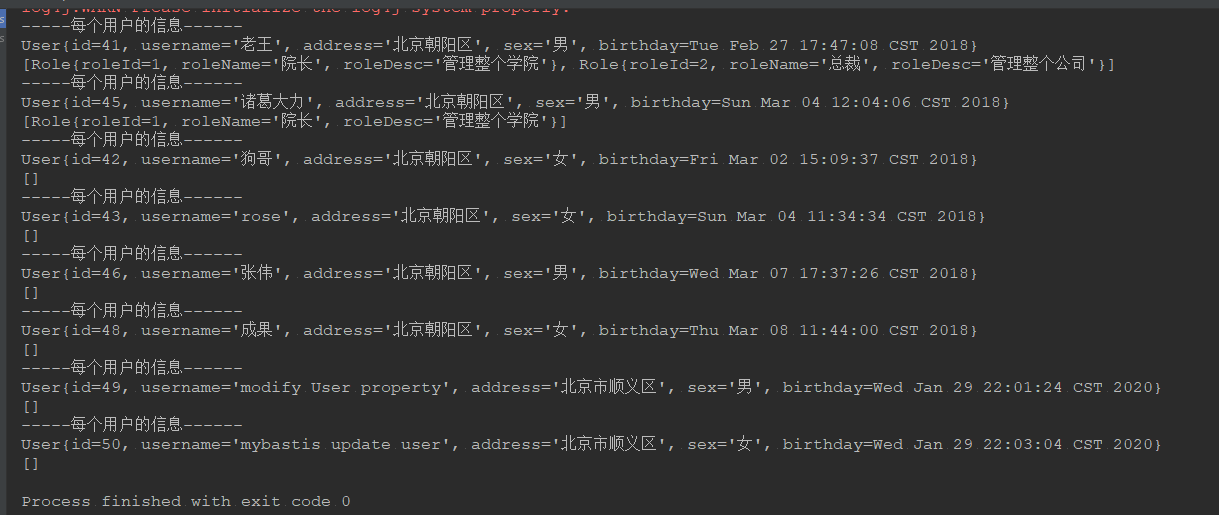 log4j:WARN Please initialize the log4j system properly.
-----每个用户的信息------
User{id=41, username='老王', address='北京朝阳区', sex='男', birthday=Tue Feb 27 17:47:08 CST 2018}
[Role{roleId=1, roleName='院长', roleDesc='管理整个学院'}, Role{roleId=2, roleName='总裁', roleDesc='管理整个公司'}]
-----每个用户的信息------
User{id=45, username='诸葛大力', address='北京朝阳区', sex='男', birthday=Sun Mar 04 12:04:06 CST 2018}
[Role{roleId=1, roleName='院长', roleDesc='管理整个学院'}]
-----每个用户的信息------
User{id=42, username='狗哥', address='北京朝阳区', sex='女', birthday=Fri Mar 02 15:09:37 CST 2018}
[]
-----每个用户的信息------
User{id=43, username='rose', address='北京朝阳区', sex='女', birthday=Sun Mar 04 11:34:34 CST 2018}
[]
-----每个用户的信息------
User{id=46, username='张伟', address='北京朝阳区', sex='男', birthday=Wed Mar 07 17:37:26 CST 2018}
[]
-----每个用户的信息------
User{id=48, username='成果', address='北京朝阳区', sex='女', birthday=Thu Mar 08 11:44:00 CST 2018}
[]
-----每个用户的信息------
User{id=49, username='modify User property', address='北京市顺义区', sex='男', birthday=Wed Jan 29 22:01:24 CST 2020}
[]
-----每个用户的信息------
User{id=50, username='mybastis update user', address='北京市顺义区', sex='女', birthday=Wed Jan 29 22:03:04 CST 2020}
[]
Process finished with exit code 0